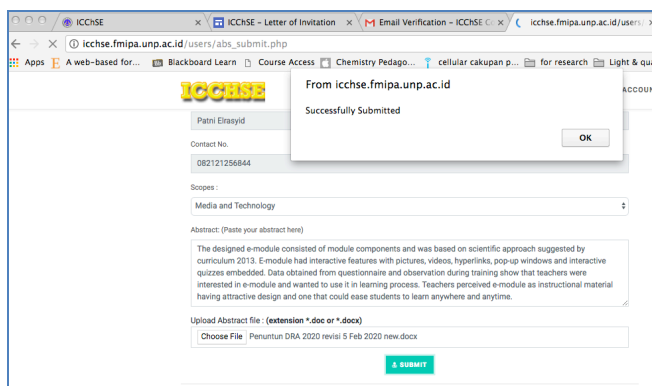 ICChSE
ICChSE – Letter of Invitation
Email Verification – ICChSE
icchse.fmipa.unp.ac.id/users/
icchse.fmipa.unp.ac.id/users/abs_submit.php
Apps
A web-based for...
Blackboard Learn
Course Access
Chemistry Pedago...
cellular cakupan p...
for research
Light & qua
ICCHSE
From icchse.fmipa.unp.ac.id
ACCOUN
Successfully Submitted
OK
Patni Elrasyid
Contact No.
082121256844
Scopes :
Media and Technology
Abstract: (Paste your abstract here)
The designed e-module consisted of module components and was based on scientific approach suggested by
curriculum 2013. E-module had interactive features with pictures, videos, hyperlinks, pop-up windows and interactive
quizzes embedded. Data obtained from questionnaire and observation during training show that teachers were
interested in e-module and wanted to use it in learning process. Teachers perceived e-module as instructional material
having attractive design and one that could ease students to learn anywhere and anytime.
Upload Abstract file : (extension *.doc or *.docx)
Choose File Penuntun DRA 2020 revisi 5 Feb 2020 new.docx
SUBMIT